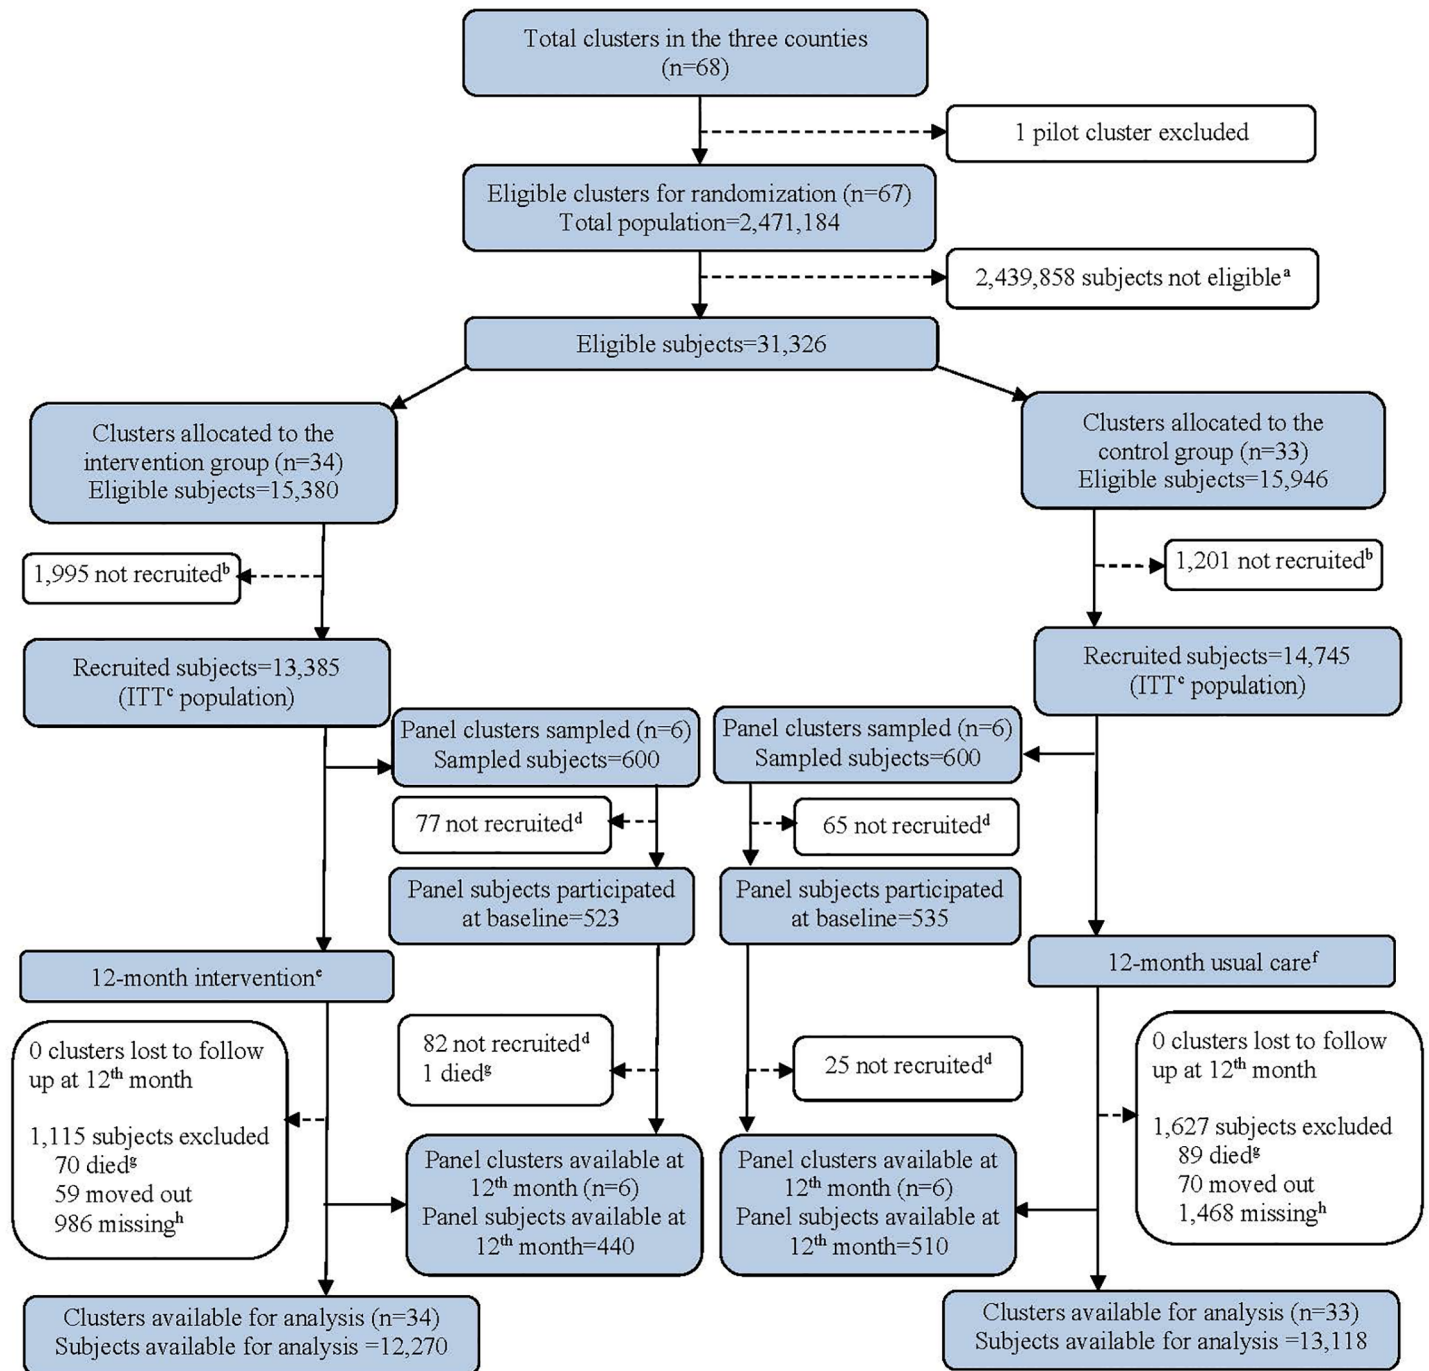 Total clusters in the three counties
(n=68)
1 pilot cluster excluded
Eligible clusters for randomization (n=67)
Total population=2,471,184
2,439,858 subjects not eligibleᵃ
Eligible subjects=31,326
Clusters allocated to the
intervention group (n=34)
Eligible subjects=15,380
Clusters allocated to the
control group (n=33)
Eligible subjects=15,946
1,995 not recruitedᵇ
1,201 not recruitedᵇ
Recruited subjects=13,385
(ITTᶜ population)
Recruited subjects=14,745
(ITTᶜ population)
Panel clusters sampled (n=6)
Sampled subjects=600
Panel clusters sampled (n=6)
Sampled subjects=600
77 not recruitedᵈ
65 not recruitedᵈ
Panel subjects participated
at baseline=523
Panel subjects participated
at baseline=535
12-month interventionᵉ
12-month usual careᶠ
0 clusters lost to follow
up at 12ᵗʰ month
1,115 subjects excluded
70 diedᵍ
59 moved out
986 missingʰ
82 not recruitedᵈ
1 diedᵍ
25 not recruitedᵈ
0 clusters lost to follow
up at 12ᵗʰ month
1,627 subjects excluded
89 diedᵍ
70 moved out
1,468 missingʰ
Panel clusters available at
12ᵗʰ month (n=6)
Panel subjects available at
12ᵗʰ month=440
Panel clusters available at
12ᵗʰ month (n=6)
Panel subjects available at
12ᵗʰ month=510
Clusters available for analysis (n=34)
Subjects available for analysis =12,270
Clusters available for analysis (n=33)
Subjects available for analysis =13,118